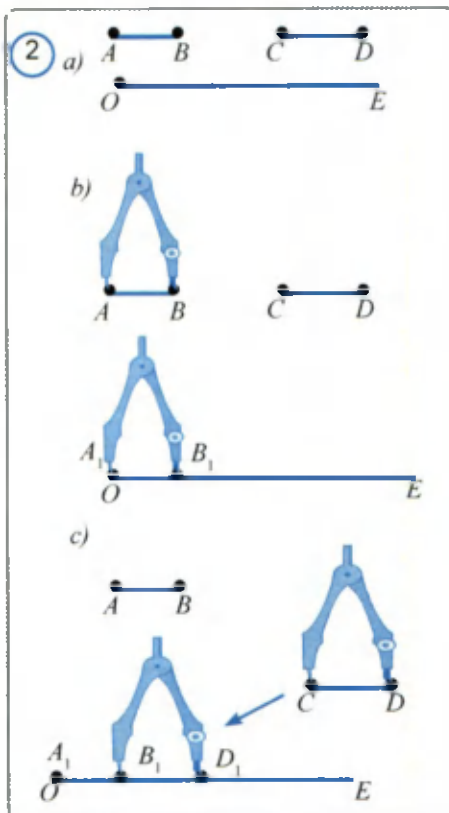 2 a) A B C D
O E
b)
A B C D
A₁ B₁
O E
c)
A B
C D
A₁ B₁ D₁
O E